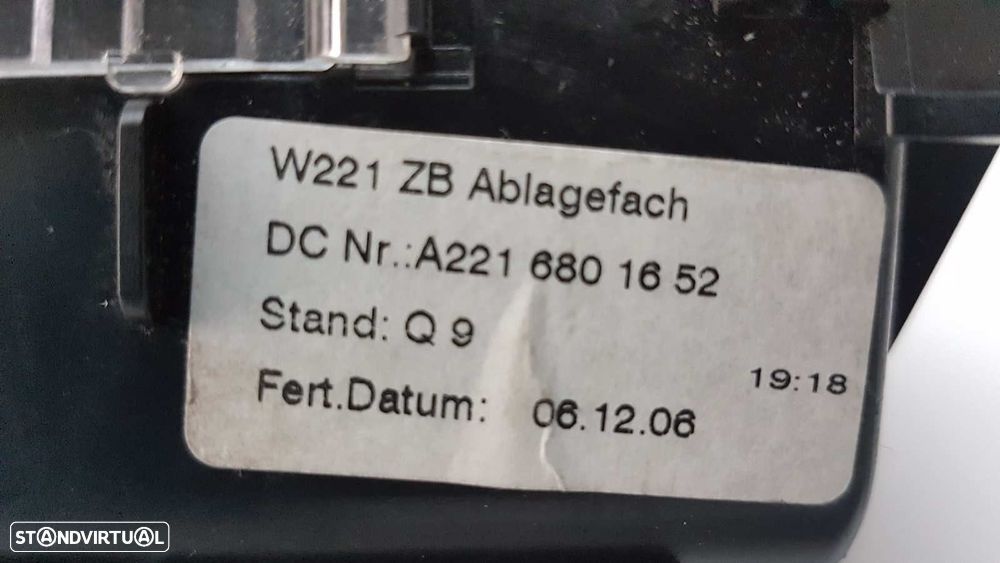 W221 ZB Ablagefach
DC Nr.:A221 680 16 52
Stand: Q 9
19:18
Fert.Datum: 06.12.06
STANDVIRTUAL